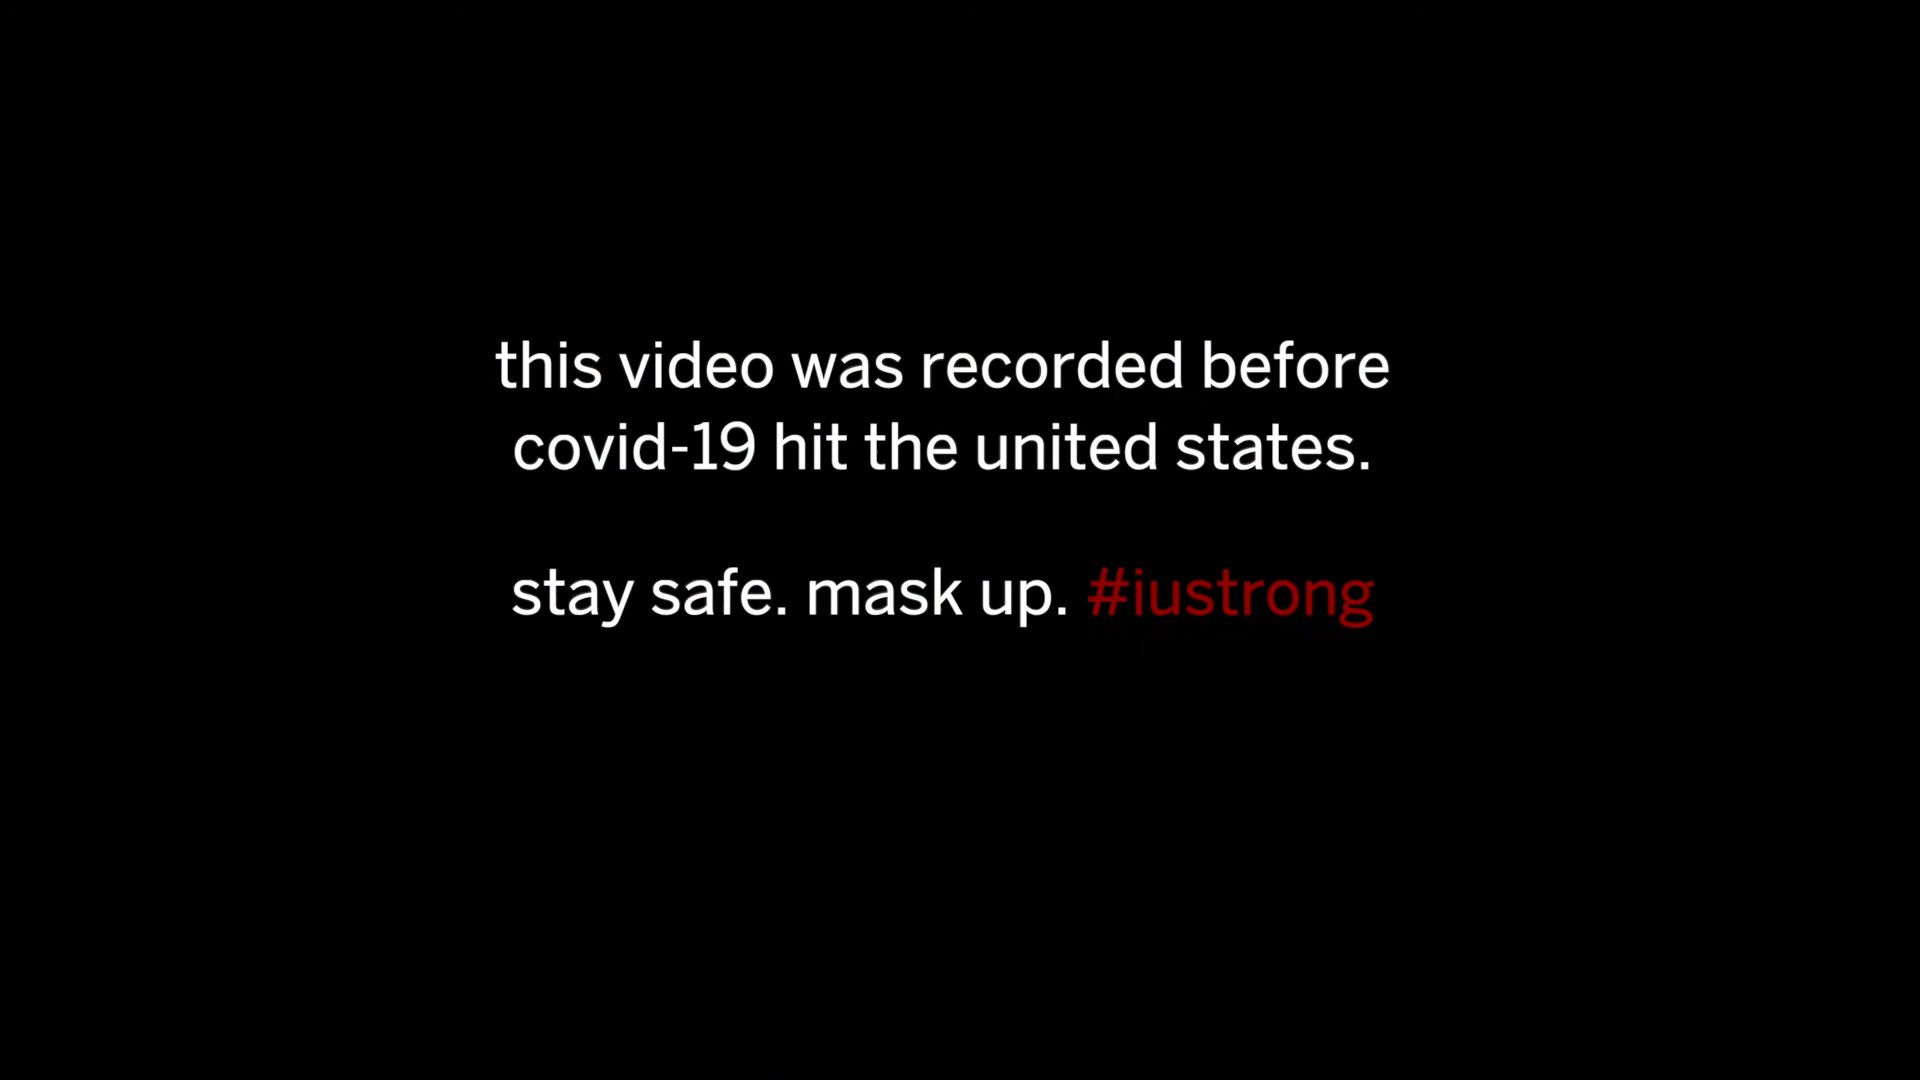 this video was recorded before
covid-19 hit the united states.
stay safe. mask up. #iustrong